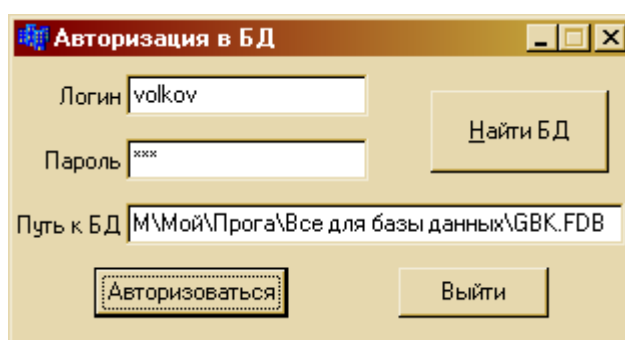 Авторизация в БД
Логин volkov
Найти БД
Пароль ***
Путь к БД М\Мой\Прога\Все для базы данных\GBK.FDB
Авторизоваться Выйти